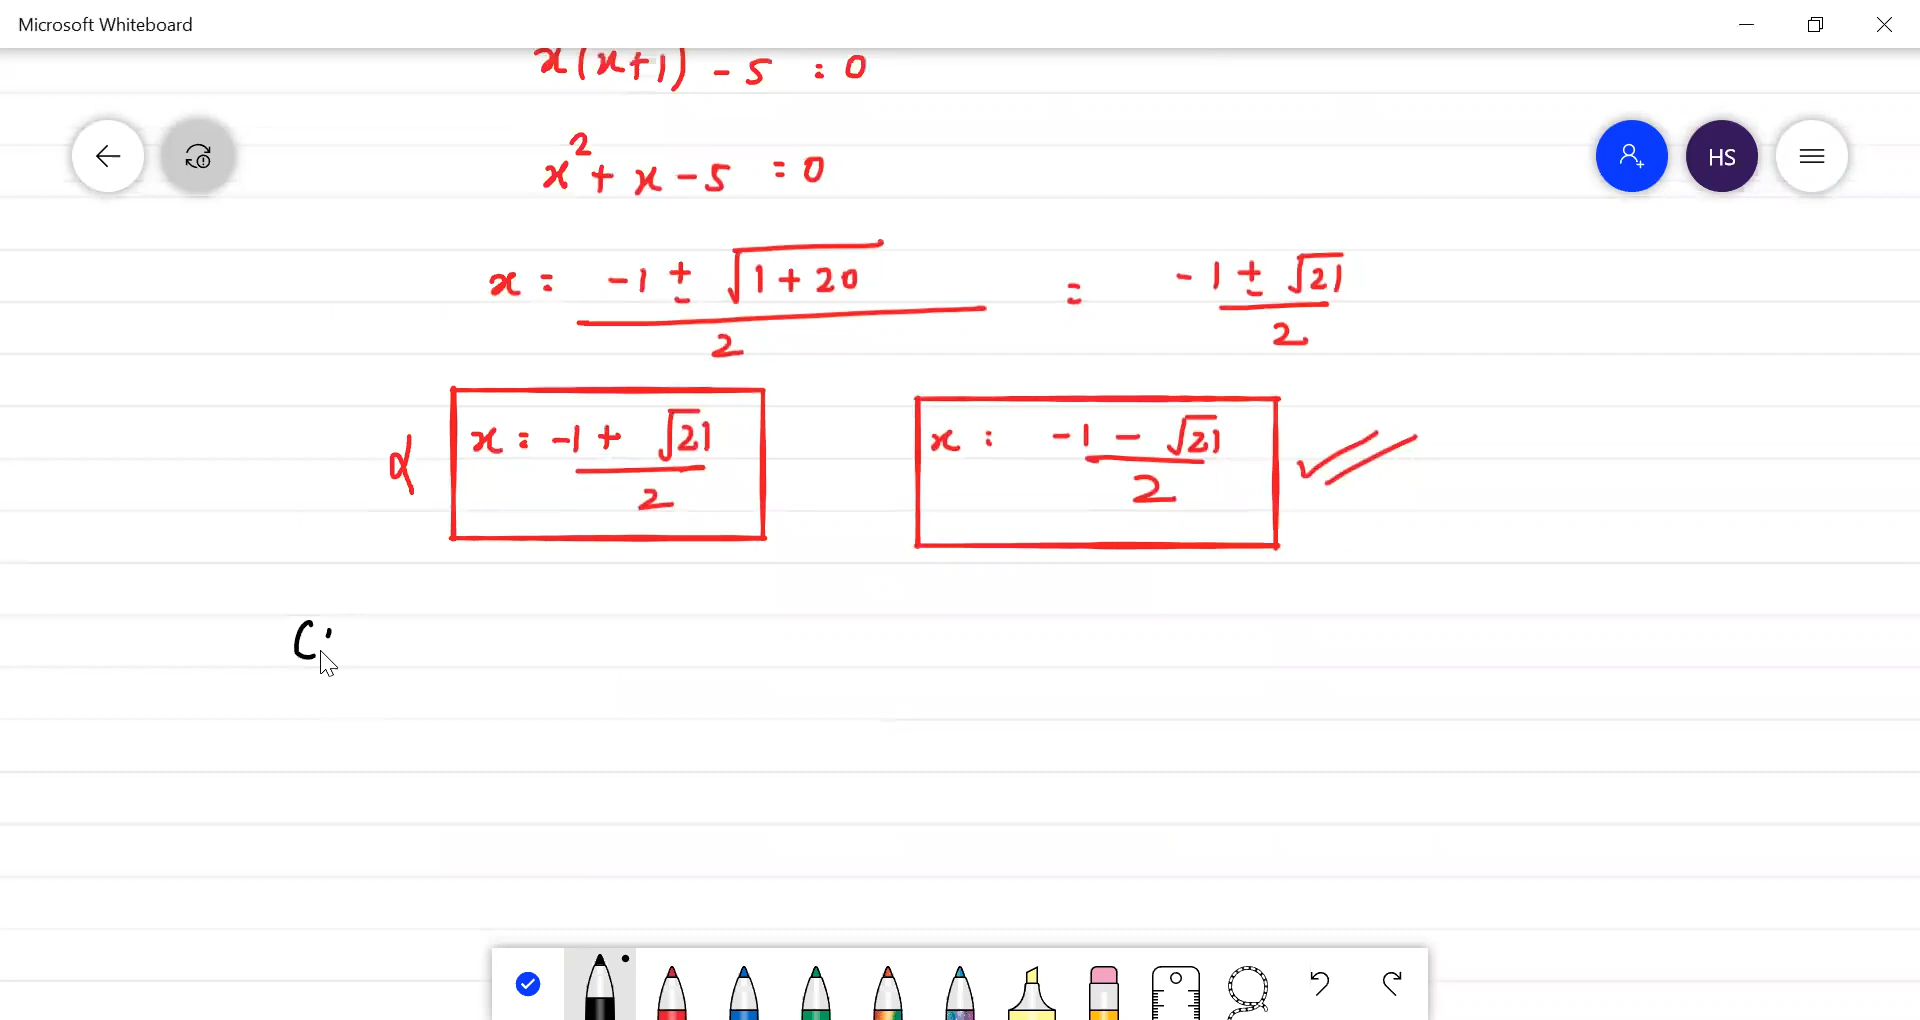 Microsoft Whiteboard
x(x+1) - 5 = 0
HS
x² + x - 5 = 0
x = -1 ± √1+20 / 2 = -1 ± √21 / 2
α x = -1 + √21 / 2 x = -1 - √21 / 2